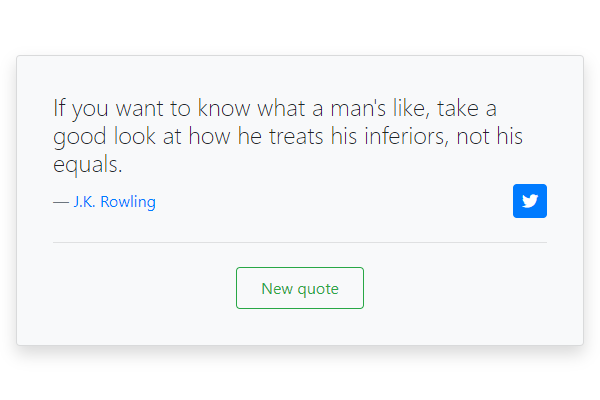 If you want to know what a man's like, take a
good look at how he treats his inferiors, not his
equals.
— J.K. Rowling
New quote